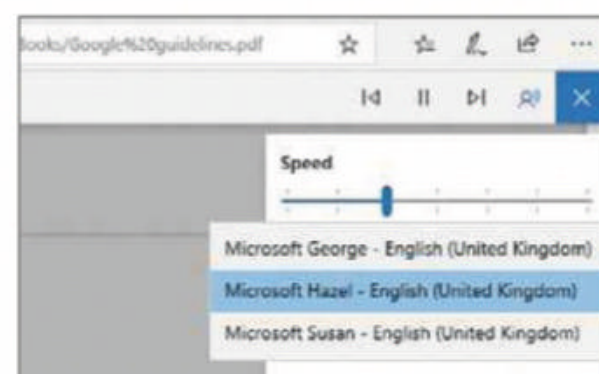 Books/Google%20guidelines.pdf
Speed
Microsoft George - English (United Kingdom)
Microsoft Hazel - English (United Kingdom)
Microsoft Susan - English (United Kingdom)